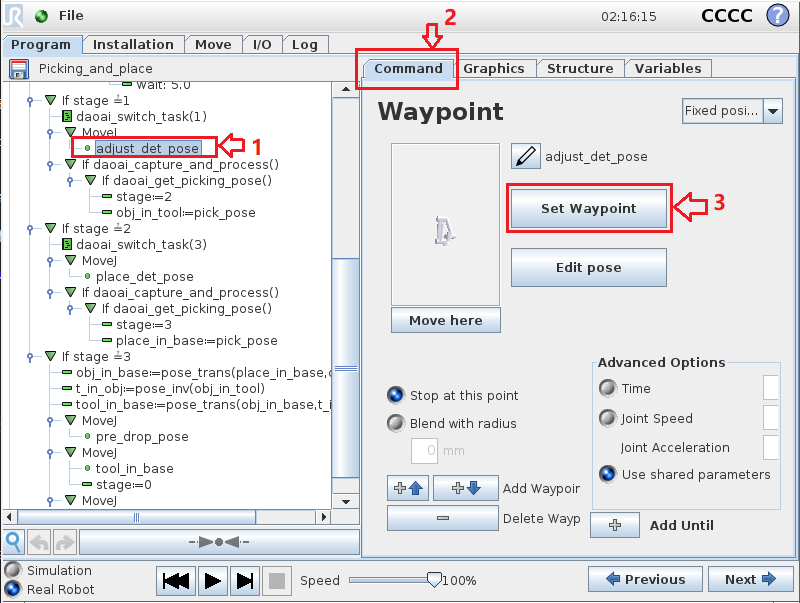 File
02:16:15
CCCC
?
2
Program
Installation
Move
I/O
Log
Picking_and_place
Command
Graphics
Structure
Variables
Wait: 5.0
If stage ≟1
daoai_switch_task(1)
MoveJ
adjust_det_pose
1
If daoai_capture_and_process()
If daoai_get_picking_pose()
stage:=2
obj_in_tool:=pick_pose
If stage ≟2
daoai_switch_task(3)
MoveJ
place_det_pose
If daoai_capture_and_process()
If daoai_get_picking_pose()
stage:=3
place_in_base:=pick_pose
If stage ≟3
obj_in_base:=pose_trans(place_in_base,
t_in_obj:=pose_inv(obj_in_tool)
tool_in_base:=pose_trans(obj_in_base,t_i
MoveJ
pre_drop_pose
MoveJ
tool_in_base
stage:=0
MoveJ
Waypoint
Fixed posi...
adjust_det_pose
Set Waypoint
3
Edit pose
Move here
Stop at this point
Blend with radius
0 mm
Add Waypoir
Delete Wayp
Advanced Options
Time
Joint Speed
Joint Acceleration
Use shared parameters
Add Until
Simulation
Real Robot
Speed
100%
Previous
Next